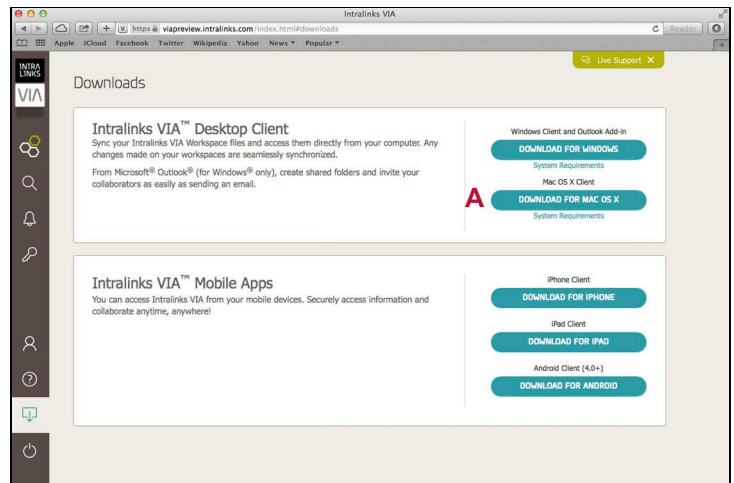 Intralinks VIA
https viapreview.intralinks.com/index.html#downloads
Reader
Apple iCloud Facebook Twitter Wikipedia Yahoo News Popular
INTRA
LINKS
VIA
Live Support X
Downloads
Intralinks VIA™ Desktop Client
Sync your Intralinks VIA Workspace files and access them directly from your computer. Any
changes made on your workspaces are seamlessly synchronized.
From Microsoft® Outlook® (for Windows® only), create shared folders and invite your
collaborators as easily as sending an email.
Windows Client and Outlook Add-in
DOWNLOAD FOR WINDOWS
System Requirements
Mac OS X Client
A
DOWNLOAD FOR MAC OS X
System Requirements
Intralinks VIA™ Mobile Apps
You can access Intralinks VIA from your mobile devices. Securely access information and
collaborate anytime, anywhere!
iPhone Client
DOWNLOAD FOR IPHONE
iPad Client
DOWNLOAD FOR IPAD
Android Client (4.0+)
DOWNLOAD FOR ANDROID